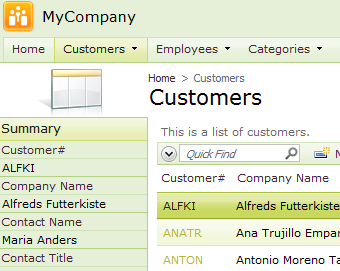 MyCompany
Home Customers Employees Categories
Home > Customers
Customers
This is a list of customers.
Quick Find
Summary
Customer#
ALFKI
Company Name
Alfreds Futterkiste
Contact Name
Maria Anders
Contact Title
Customer# Company Name
ALFKI Alfreds Futterkiste
ANATR Ana Trujillo Empar
ANTON Antonio Moreno Ta